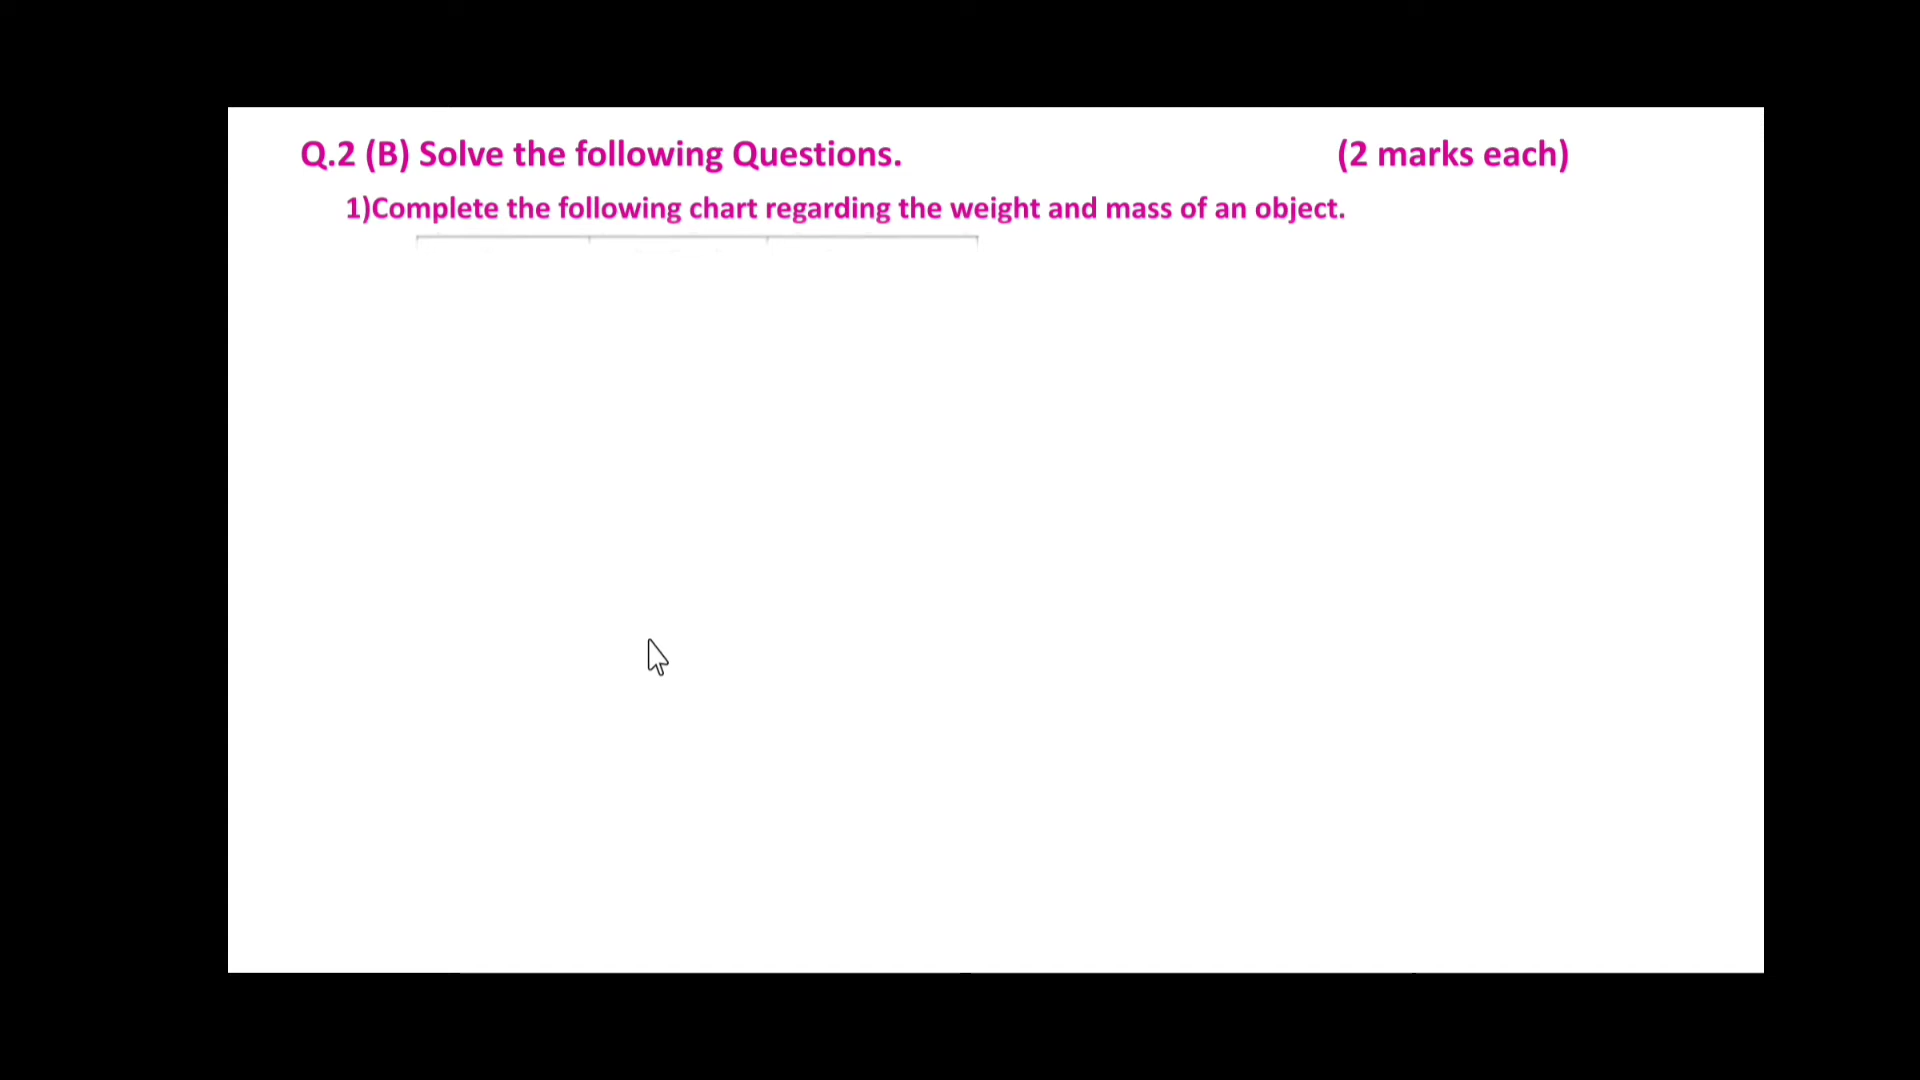 Q.2 (B) Solve the following Questions. (2 marks each)
1)Complete the following chart regarding the weight and mass of an object.